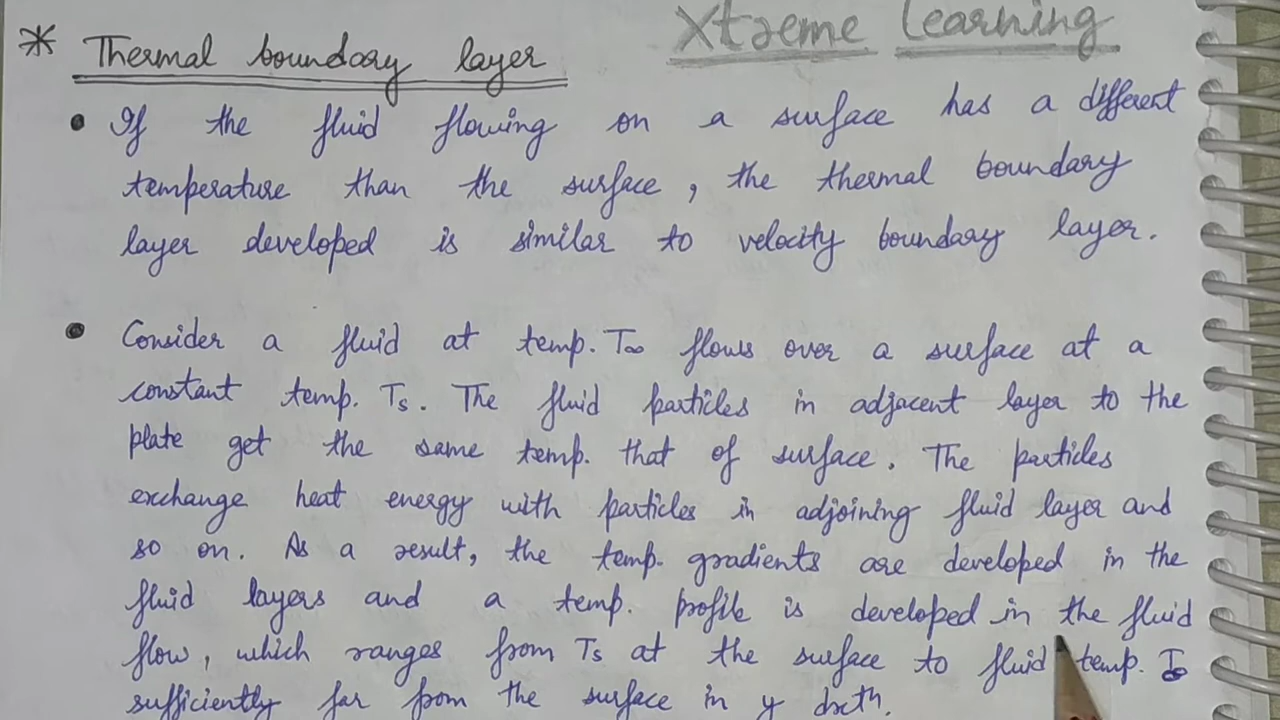 Xtreme Learning
* Thermal boundary layer
• If the fluid flowing on a surface has a different
temperature than the surface, the thermal boundary
layer developed is similar to velocity boundary layer.
• Consider a fluid at temp. T∞ flows over a surface at a
constant temp. Ts. The fluid particles in adjacent layer to the
plate get the same temp. that of surface. The particles
exchange heat energy with particles in adjoining fluid layer and
so on. As a result, the temp. gradients are developed in the
fluid layers and a temp. profile is developed in the fluid
flow, which ranges from Ts at the surface to fluid temp. T∞
sufficiently far from the surface in y dxctn.